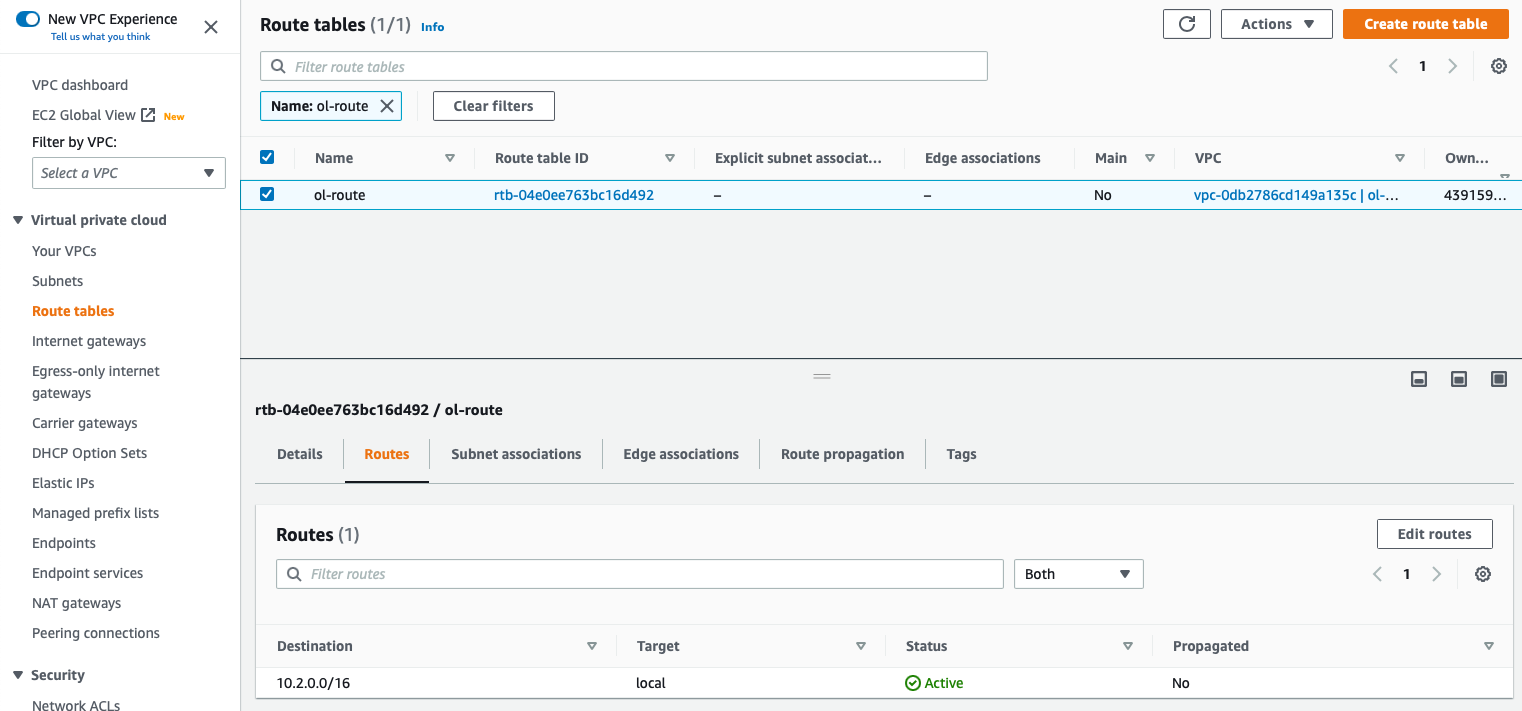 New VPC Experience
Tell us what you think
VPC dashboard
EC2 Global View New
Filter by VPC:
Select a VPC
Virtual private cloud
Your VPCs
Subnets
Route tables
Internet gateways
Egress-only internet
gateways
Carrier gateways
DHCP Option Sets
Elastic IPs
Managed prefix lists
Endpoints
Endpoint services
NAT gateways
Peering connections
Security
Network ACLs
Route tables (1/1) Info
Actions
Create route table
Filter route tables
1
Name: ol-route
Clear filters
Name Route table ID Explicit subnet associat... Edge associations Main VPC Own...
ol-route rtb-04e0ee763bc16d492 – – No vpc-0db2786cd149a135c | ol-... 439159...
rtb-04e0ee763bc16d492 / ol-route
Details Routes Subnet associations Edge associations Route propagation Tags
Routes (1)
Edit routes
Filter routes
Both
1
Destination Target Status Propagated
10.2.0.0/16 local Active No